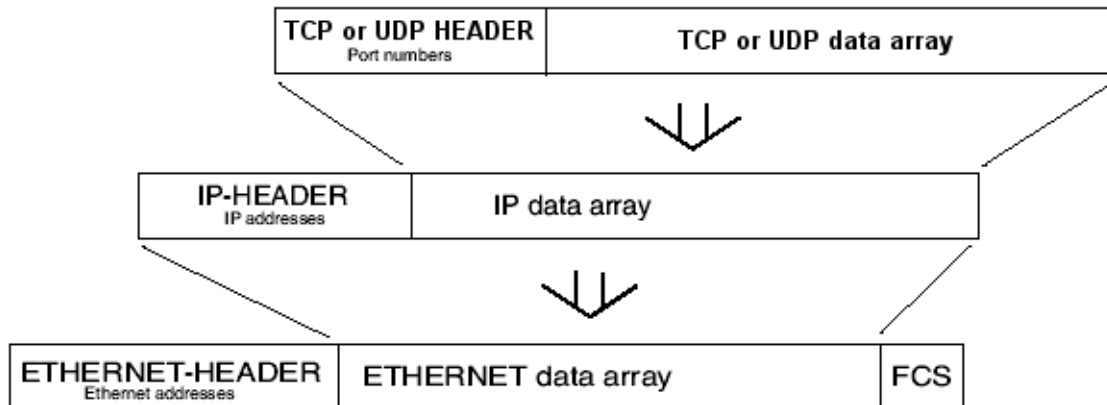 TCP or UDP HEADER
Port numbers
TCP or UDP data array
IP-HEADER
IP addresses
IP data array
ETHERNET-HEADER
Ethernet addresses
ETHERNET data array
FCS